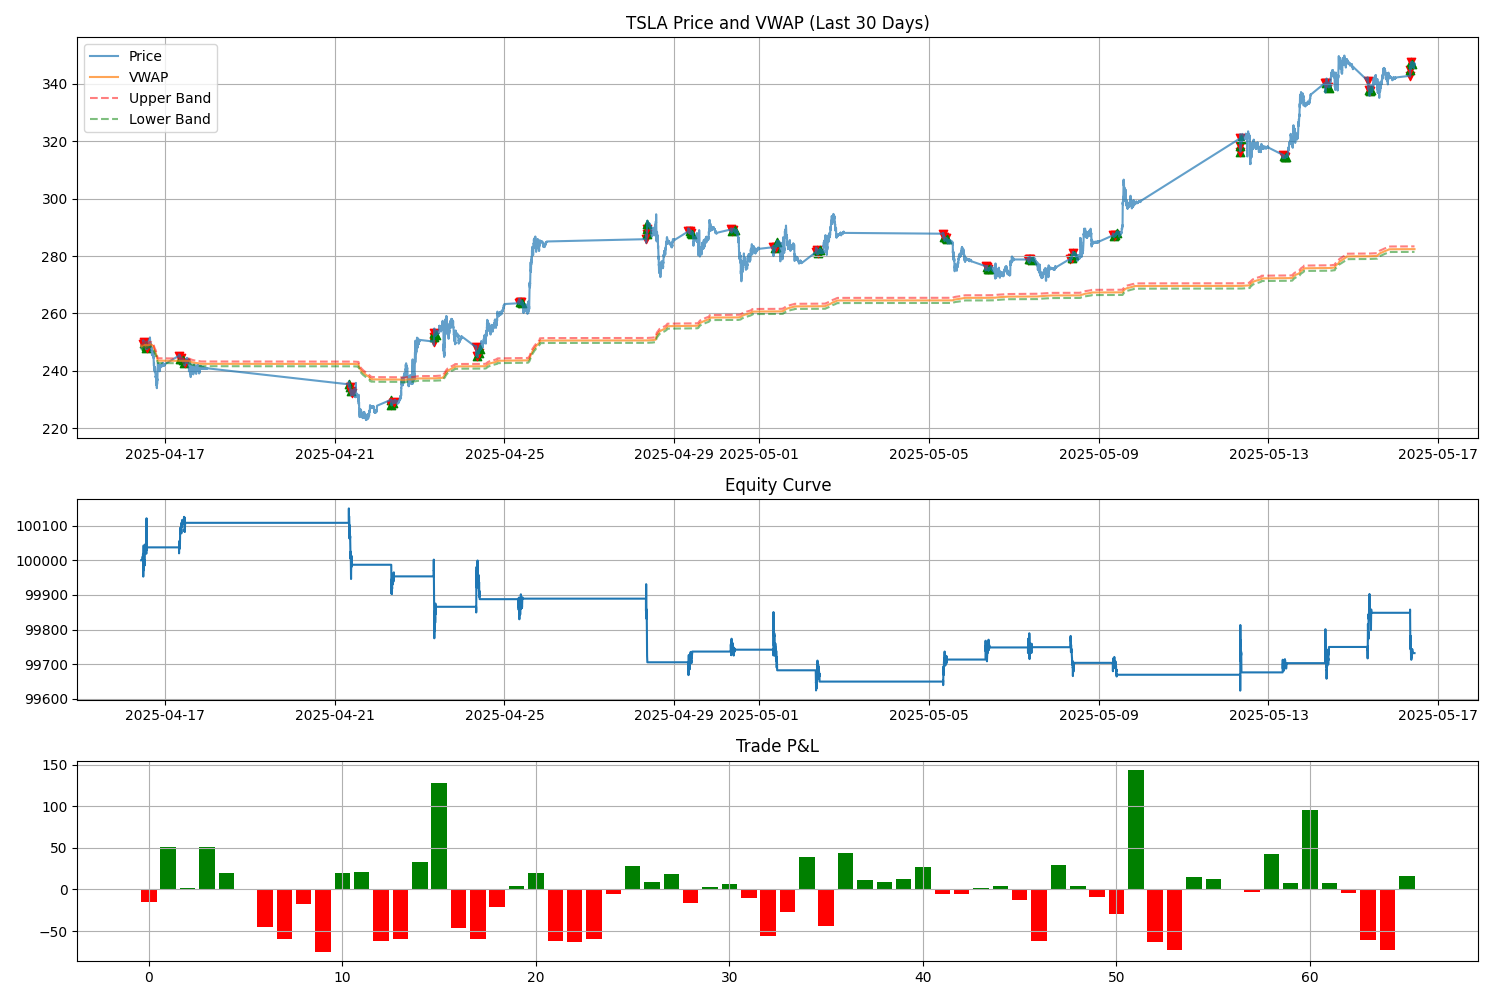 TSLA Price and VWAP (Last 30 Days)
Price
VWAP
Upper Band
Lower Band
340
320
300
280
260
240
220
2025-04-17 2025-04-21 2025-04-25 2025-04-29 2025-05-01 2025-05-05 2025-05-09 2025-05-13 2025-05-17
Equity Curve
100100
100000
99900
99800
99700
99600
2025-04-17 2025-04-21 2025-04-25 2025-04-29 2025-05-01 2025-05-05 2025-05-09 2025-05-13 2025-05-17
Trade P&L
150
100
50
0
−50
0 10 20 30 40 50 60